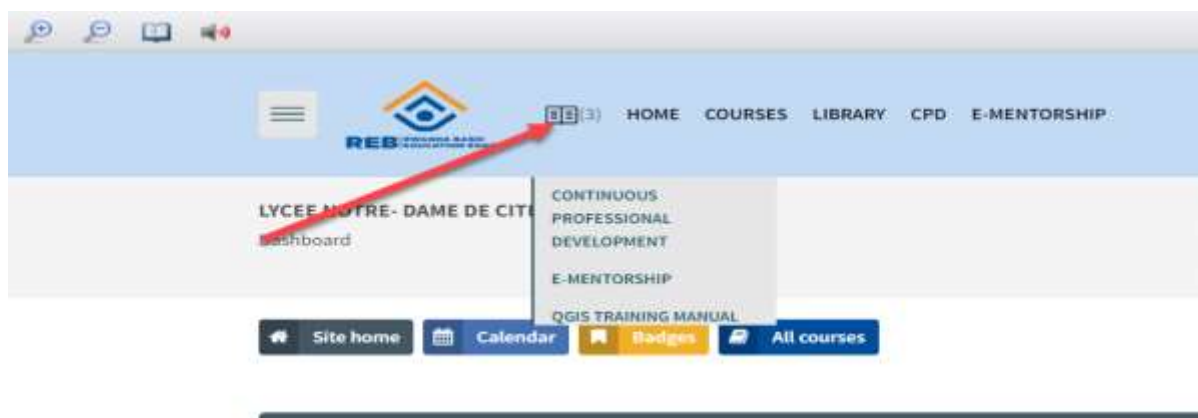 (3) HOME COURSES LIBRARY CPD E-MENTORSHIP
REB
LYCEE NOTRE- DAME DE CIT
Dashboard
CONTINUOUS
PROFESSIONAL
DEVELOPMENT
E-MENTORSHIP
QGIS TRAINING MANUAL
Site home Calendar Badges All courses